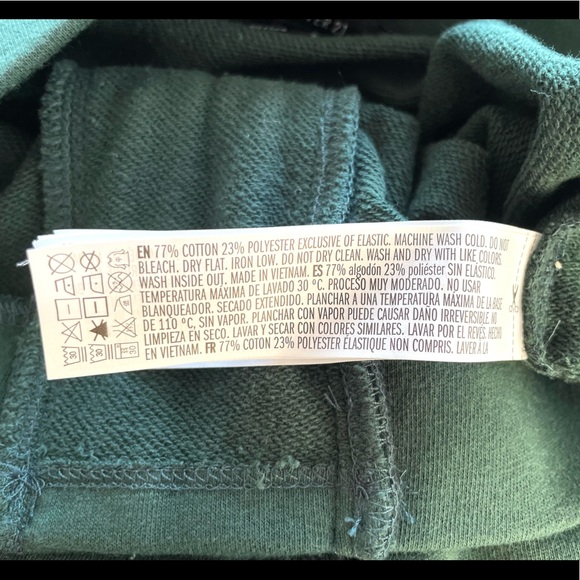 EN 77% COTTON 23% POLYESTER EXCLUSIVE OF ELASTIC. MACHINE WASH COLD. DO NOT
BLEACH. DRY FLAT. IRON LOW. DO NOT DRY CLEAN. WASH AND DRY WITH LIKE COLORS.
WASH INSIDE OUT. MADE IN VIETNAM. ES 77% algodón 23% poliéster SIN ELASTICO.
TEMPERATURA MÁXIMA DE LAVADO 30 °C. PROCESO MUY MODERADO. NO USAR
BLANQUEADOR. SECADO EXTENDIDO. PLANCHAR A UNA TEMPERATURA MÁXIMA DE LA BASE
DE 110 °C, SIN VAPOR. PLANCHAR CON VAPOR PUEDE CAUSAR DAÑO IRREVERSIBLE. NO
LIMPIEZA EN SECO. LAVAR Y SECAR CON COLORES SIMILARES. LAVAR POR EL REVES. HECHO
EN VIETNAM. FR 77% COTON 23% POLYESTER ÉLASTIQUE NON COMPRIS. LAVER À LA